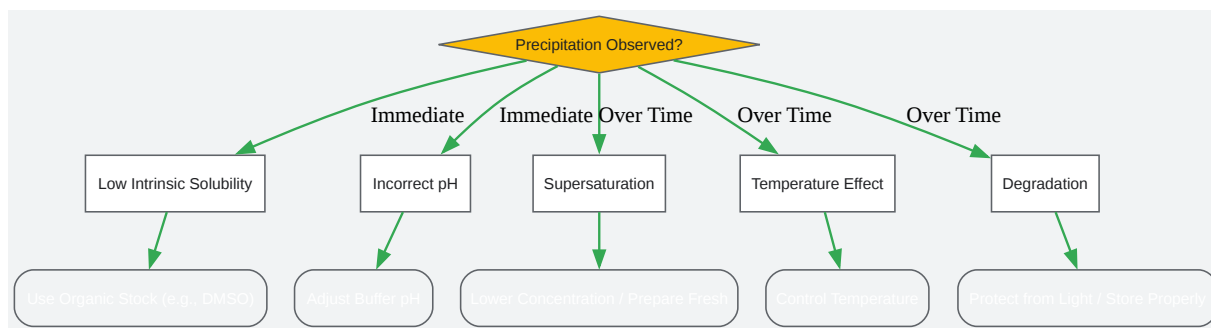 Precipitation Observed?
Immediate
Immediate
Over Time
Over Time
Over Time
Low Intrinsic Solubility
Incorrect pH
Supersaturation
Temperature Effect
Degradation
Use Organic Stock (e.g., DMSO)
Adjust Buffer pH
Lower Concentration / Prepare Fresh
Control Temperature
Protect from Light / Store Properly